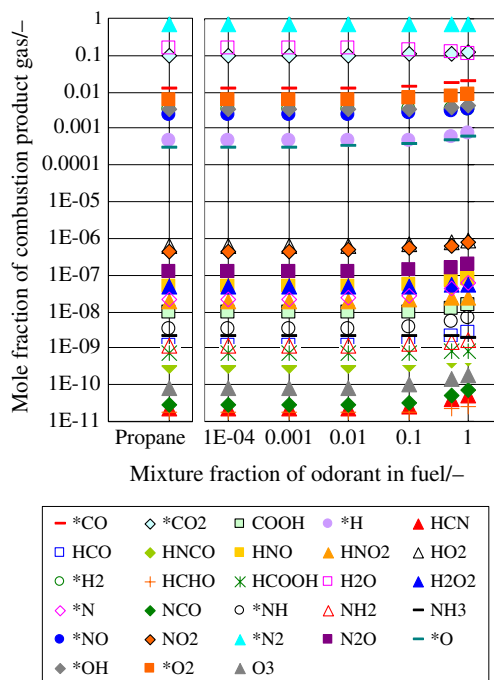 Mole fraction of combustion product gas/–
1
0.1
0.01
0.001
0.0001
1E-05
1E-06
1E-07
1E-08
1E-09
1E-10
1E-11
Propane 1E-04 0.001 0.01 0.1 1
Mixture fraction of odorant in fuel/–
*CO *CO2 COOH *H HCN
HCO HNCO HNO HNO2 HO2
*H2 HCHO HCOOH H2O H2O2
*N NCO *NH NH2 NH3
*NO NO2 *N2 N2O *O
*OH *O2 O3